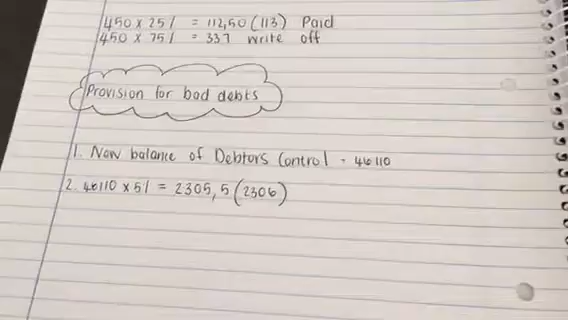 450 x 25% = 112,50 (113) Paid
450 x 75% = 337 write off
Provision for bad debts
1. New balance of Debtors Control - 46110
2. 46110 x 5% = 2305,5 (2306)